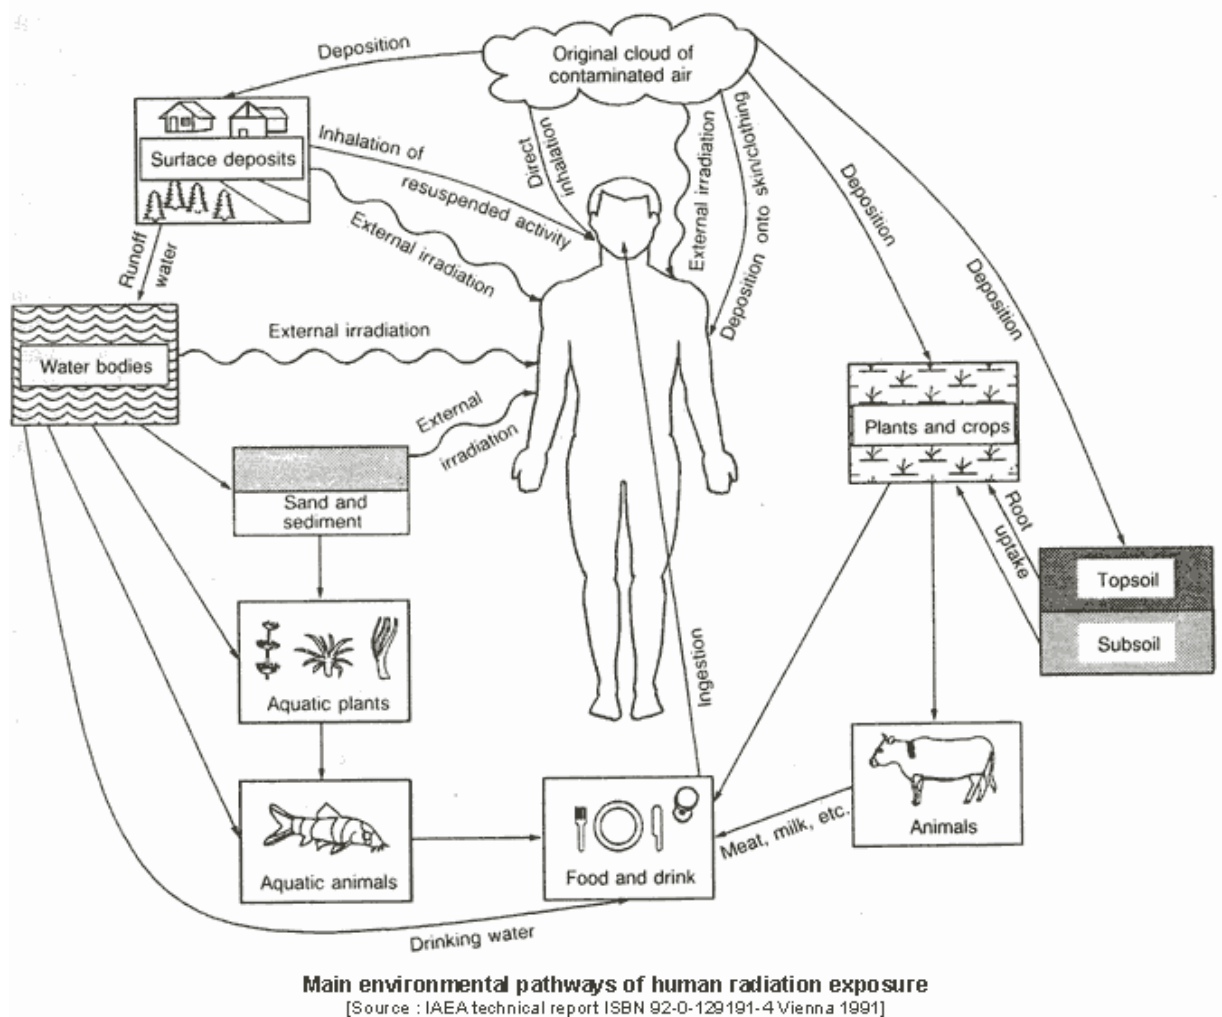 Deposition
Original cloud of
contaminated air
Surface deposits
Inhalation of
resuspended activity
Direct
inhalation
External irradiation
Deposition onto skin/clothing
Deposition
Deposition
External irradiation
Runoff
water
External irradiation
Water bodies
External
irradiation
Plants and crops
Sand and
sediment
Root
uptake
Topsoil
Subsoil
Aquatic plants
Ingestion
Aquatic animals
Food and drink
Meat, milk, etc.
Animals
Drinking water
Main environmental pathways of human radiation exposure
[Source : IAEA technical report ISBN 92-0-129191-4 Vienna 1991]